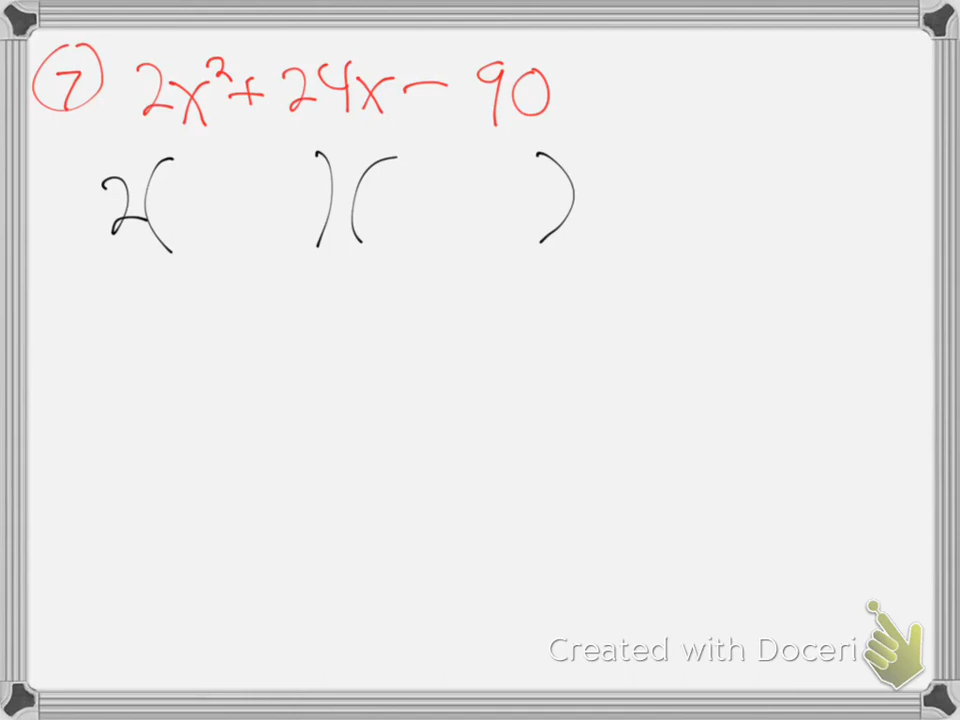 ⑦ 2x² + 24x - 90
2( )( )
Created with Doceri